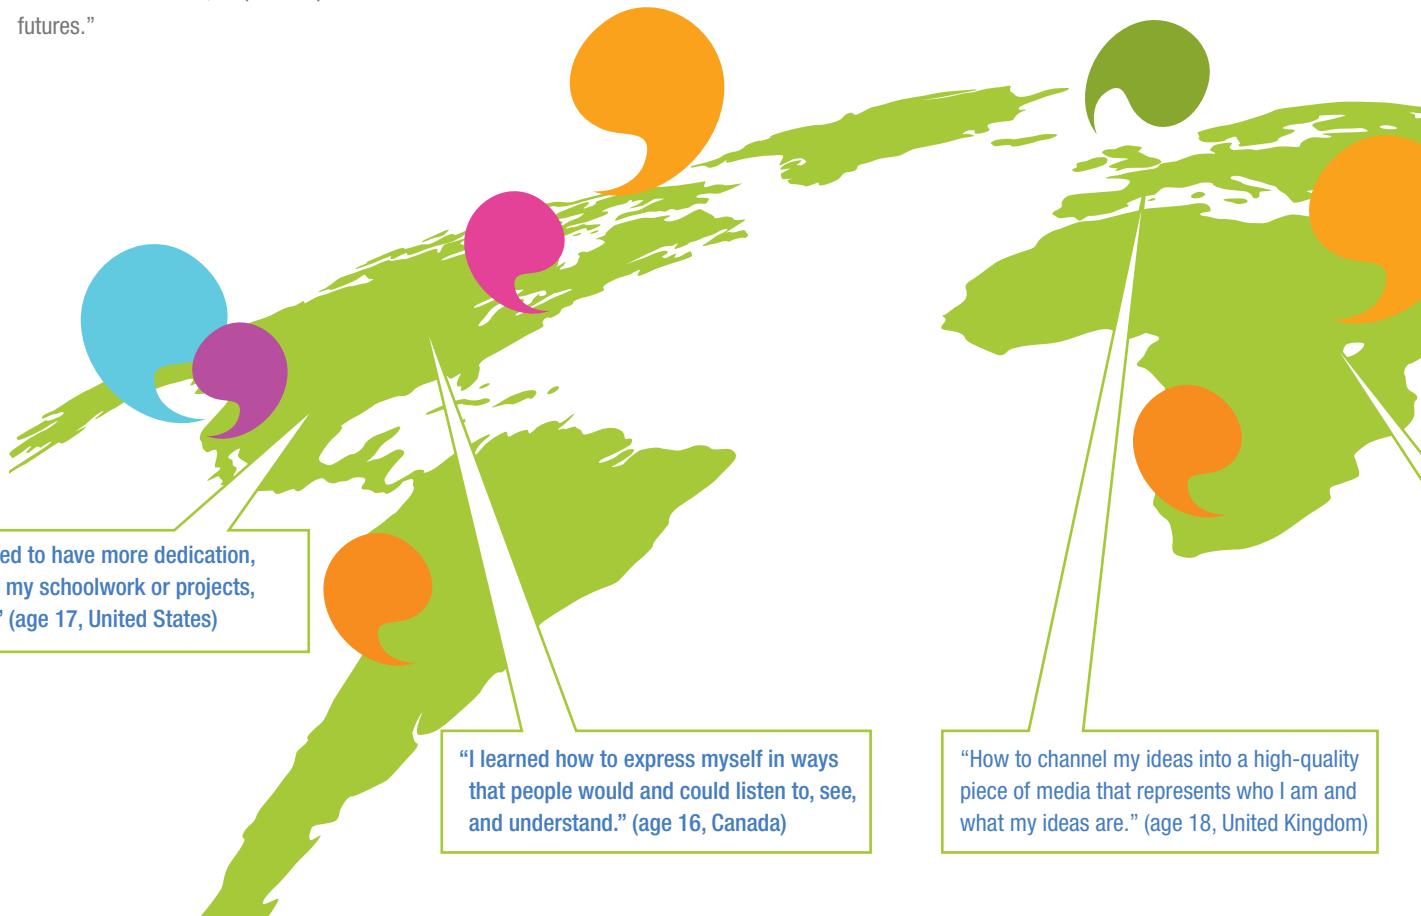 futures.”
ed to have more dedication,
my schoolwork or projects,
” (age 17, United States)
“I learned how to express myself in ways
that people would and could listen to, see,
and understand.” (age 16, Canada)
“How to channel my ideas into a high-quality
piece of media that represents who I am and
what my ideas are.” (age 18, United Kingdom)